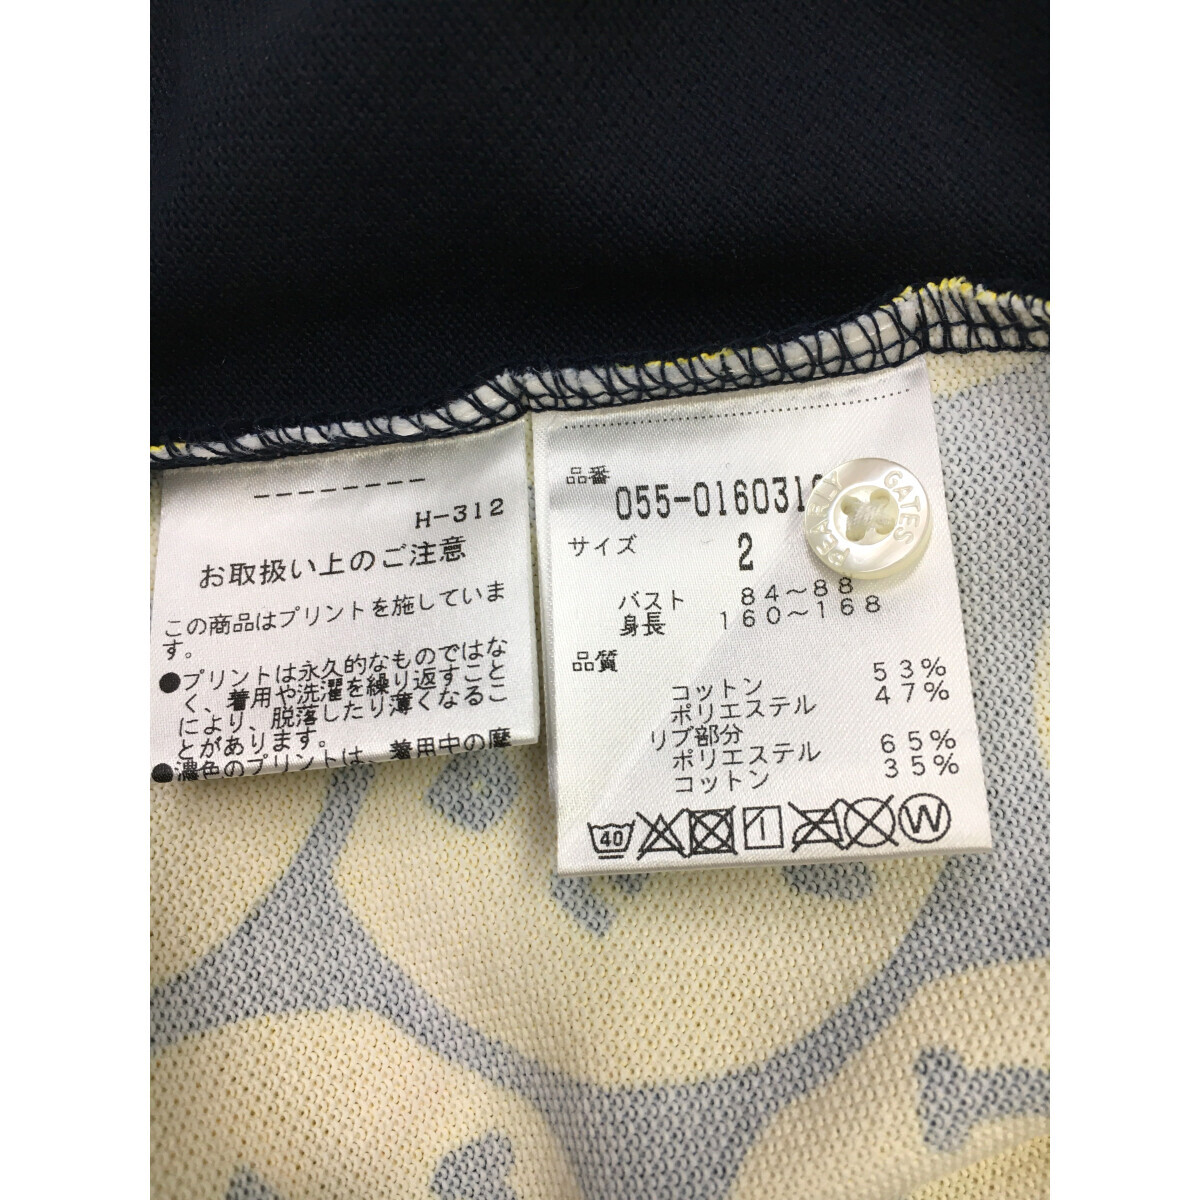 H-312
お取扱い上のご注意
この商品はプリントを施していま
す。
●プリントは永久的なものではな
く、着用や洗濯を繰り返すこと
により、脱落したり薄くなるこ
とがあります。
●濃色のプリントは、着用中の摩
品番
055-016031
サイズ 2
バスト 84～88
身長 160～168
品質
コットン 53%
ポリエステル 47%
リブ部分
ポリエステル 65%
コットン 35%
40
W
PEARLY GATES